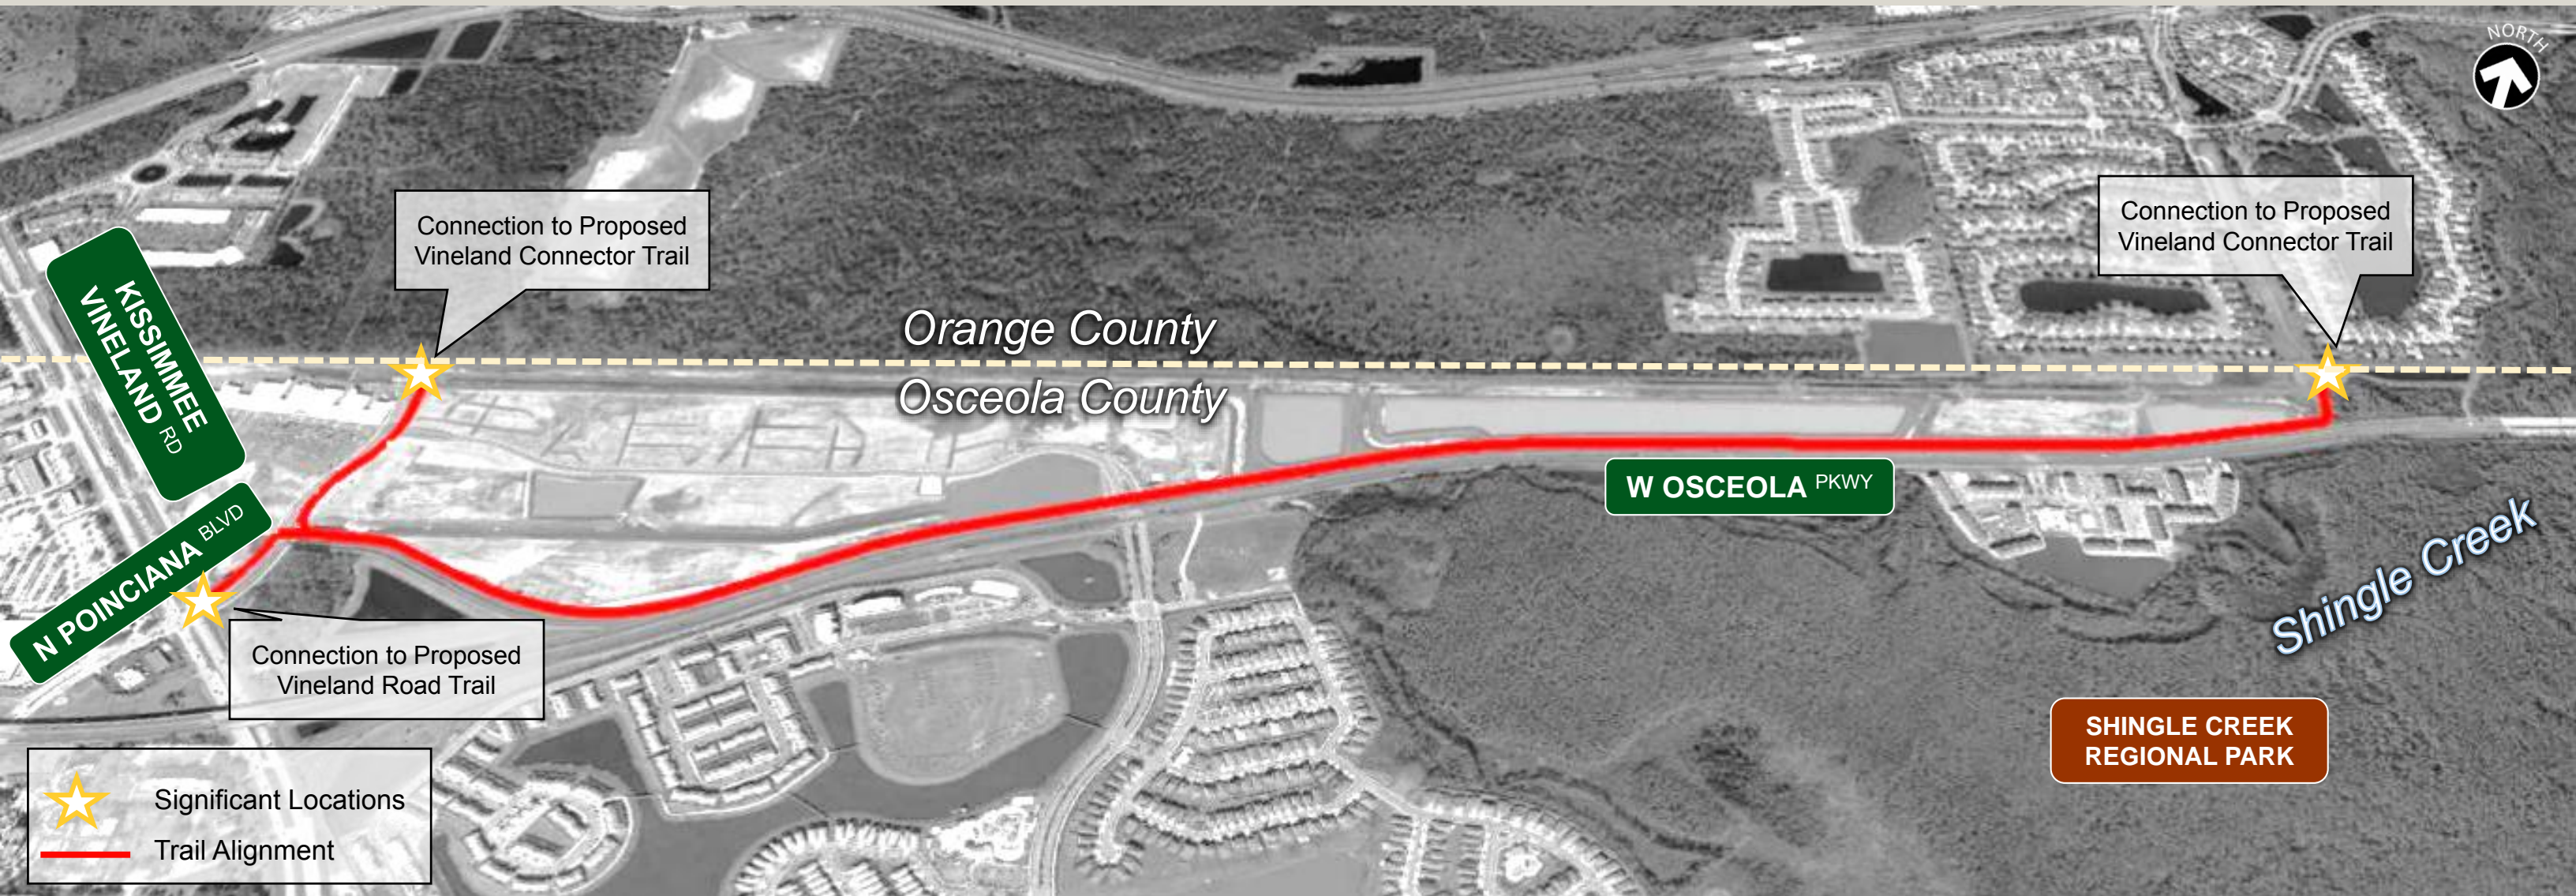 NORTH
Connection to Proposed
Vineland Connector Trail
Connection to Proposed
Vineland Connector Trail
KISSIMMEE
VINELAND RD
Orange County
Osceola County
W OSCEOLA PKWY
N POINCIANA BLVD
Shingle Creek
Connection to Proposed
Vineland Road Trail
SHINGLE CREEK
REGIONAL PARK
Significant Locations
Trail Alignment